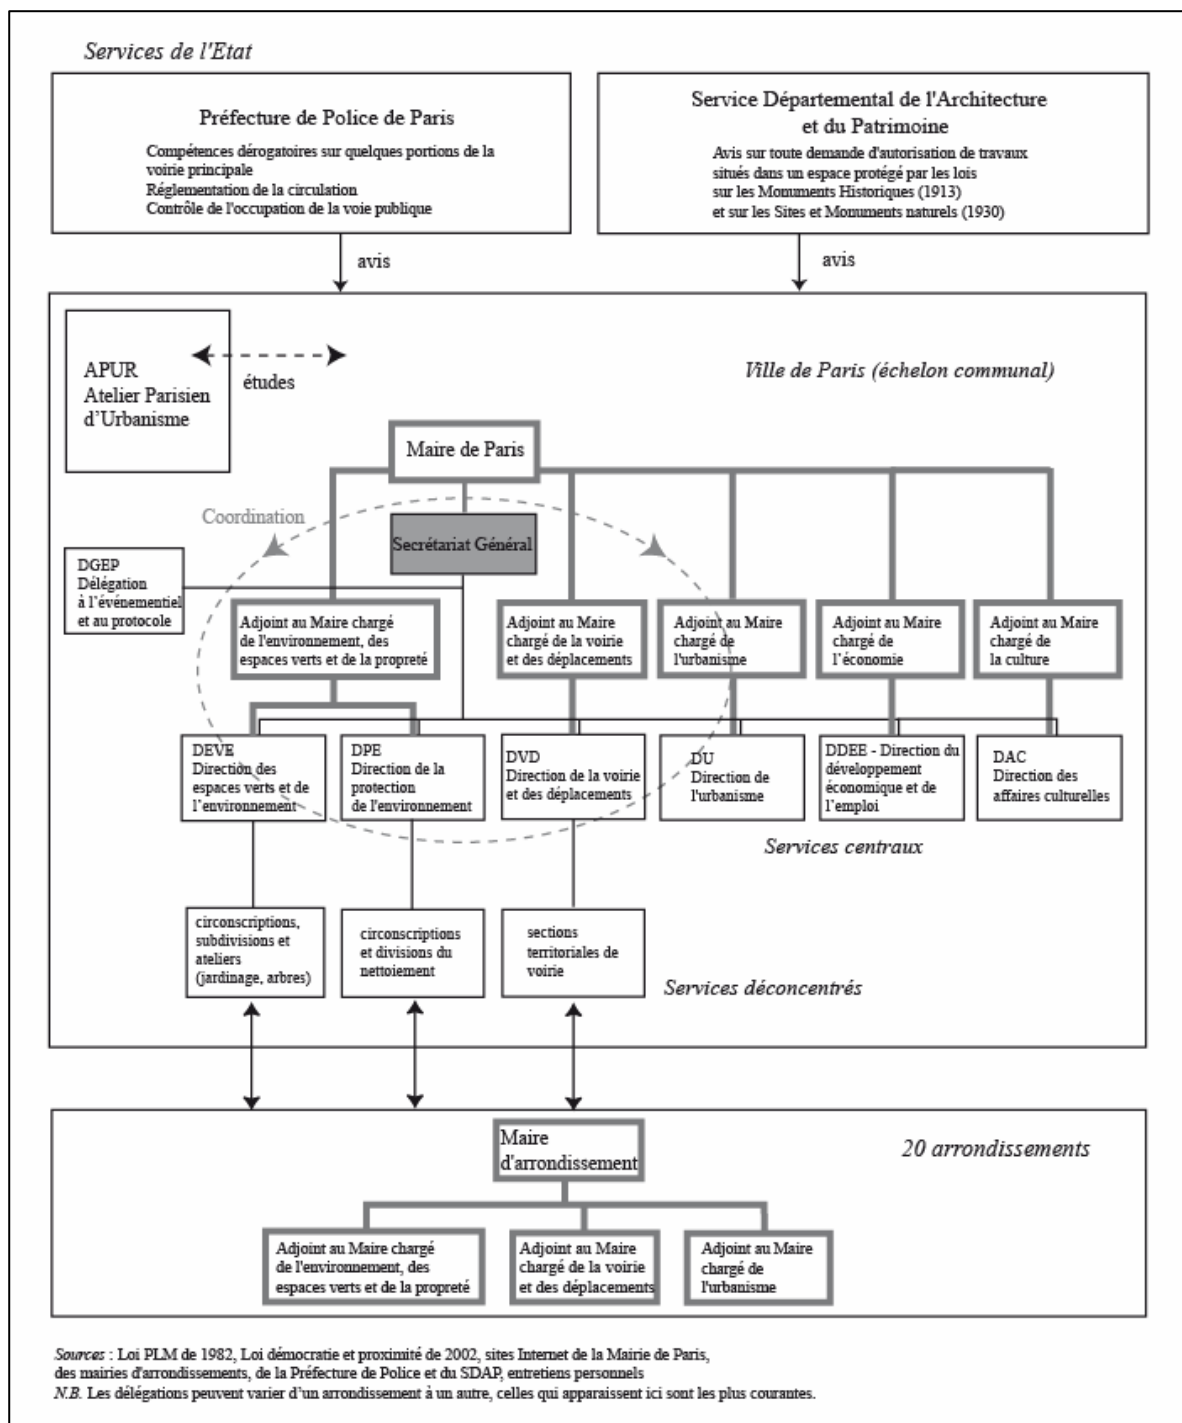 Services de l'Etat
Préfecture de Police de Paris
Compétences dérogatoires sur quelques portions de la
voirie principale
Réglementation de la circulation
Contrôle de l'occupation de la voie publique
Service Départemental de l'Architecture
et du Patrimoine
Avis sur toute demande d'autorisation de travaux
situés dans un espace protégé par les lois
sur les Monuments Historiques (1913)
et sur les Sites et Monuments naturels (1930)
avis
avis
APUR
Atelier Parisien
d'Urbanisme
études
Ville de Paris (échelon communal)
Maire de Paris
Coordination
Secrétariat Général
DGEP
Délégation
à l'événementiel
et au protocole
Adjoint au Maire chargé
de l'environnement, des
espaces verts et de la propreté
Adjoint au Maire
chargé de la voirie
et des déplacements
Adjoint au Maire
chargé de
l'urbanisme
Adjoint au Maire
chargé de
l'économie
Adjoint au Maire
chargé de
la culture
DEVE
Direction des
espaces verts et de
l'environnement
DPE
Direction de la
protection
de l'environnement
DVD
Direction de la voirie
et des déplacements
DU
Direction de
l'urbanisme
DDEE - Direction du
développement
économique et de
l'emploi
DAC
Direction des
affaires culturelles
Services centraux
circonscriptions,
subdivisions et
ateliers
(jardinage, arbres)
circonscriptions
et divisions du
nettoiement
sections
territoriales de
voirie
Services déconcentrés
Maire
d'arrondissement
20 arrondissements
Adjoint au Maire chargé
de l'environnement, des
espaces verts et de la propreté
Adjoint au Maire
chargé de la voirie
et des déplacements
Adjoint au Maire
chargé de
l'urbanisme
Sources : Loi PLM de 1982, Loi démocratie et proximité de 2002, sites Internet de la Mairie de Paris,
des mairies d'arrondissements, de la Préfecture de Police et du SDAP, entretiens personnels
N.B. Les délégations peuvent varier d'un arrondissement à un autre, celles qui apparaissent ici sont les plus courantes.